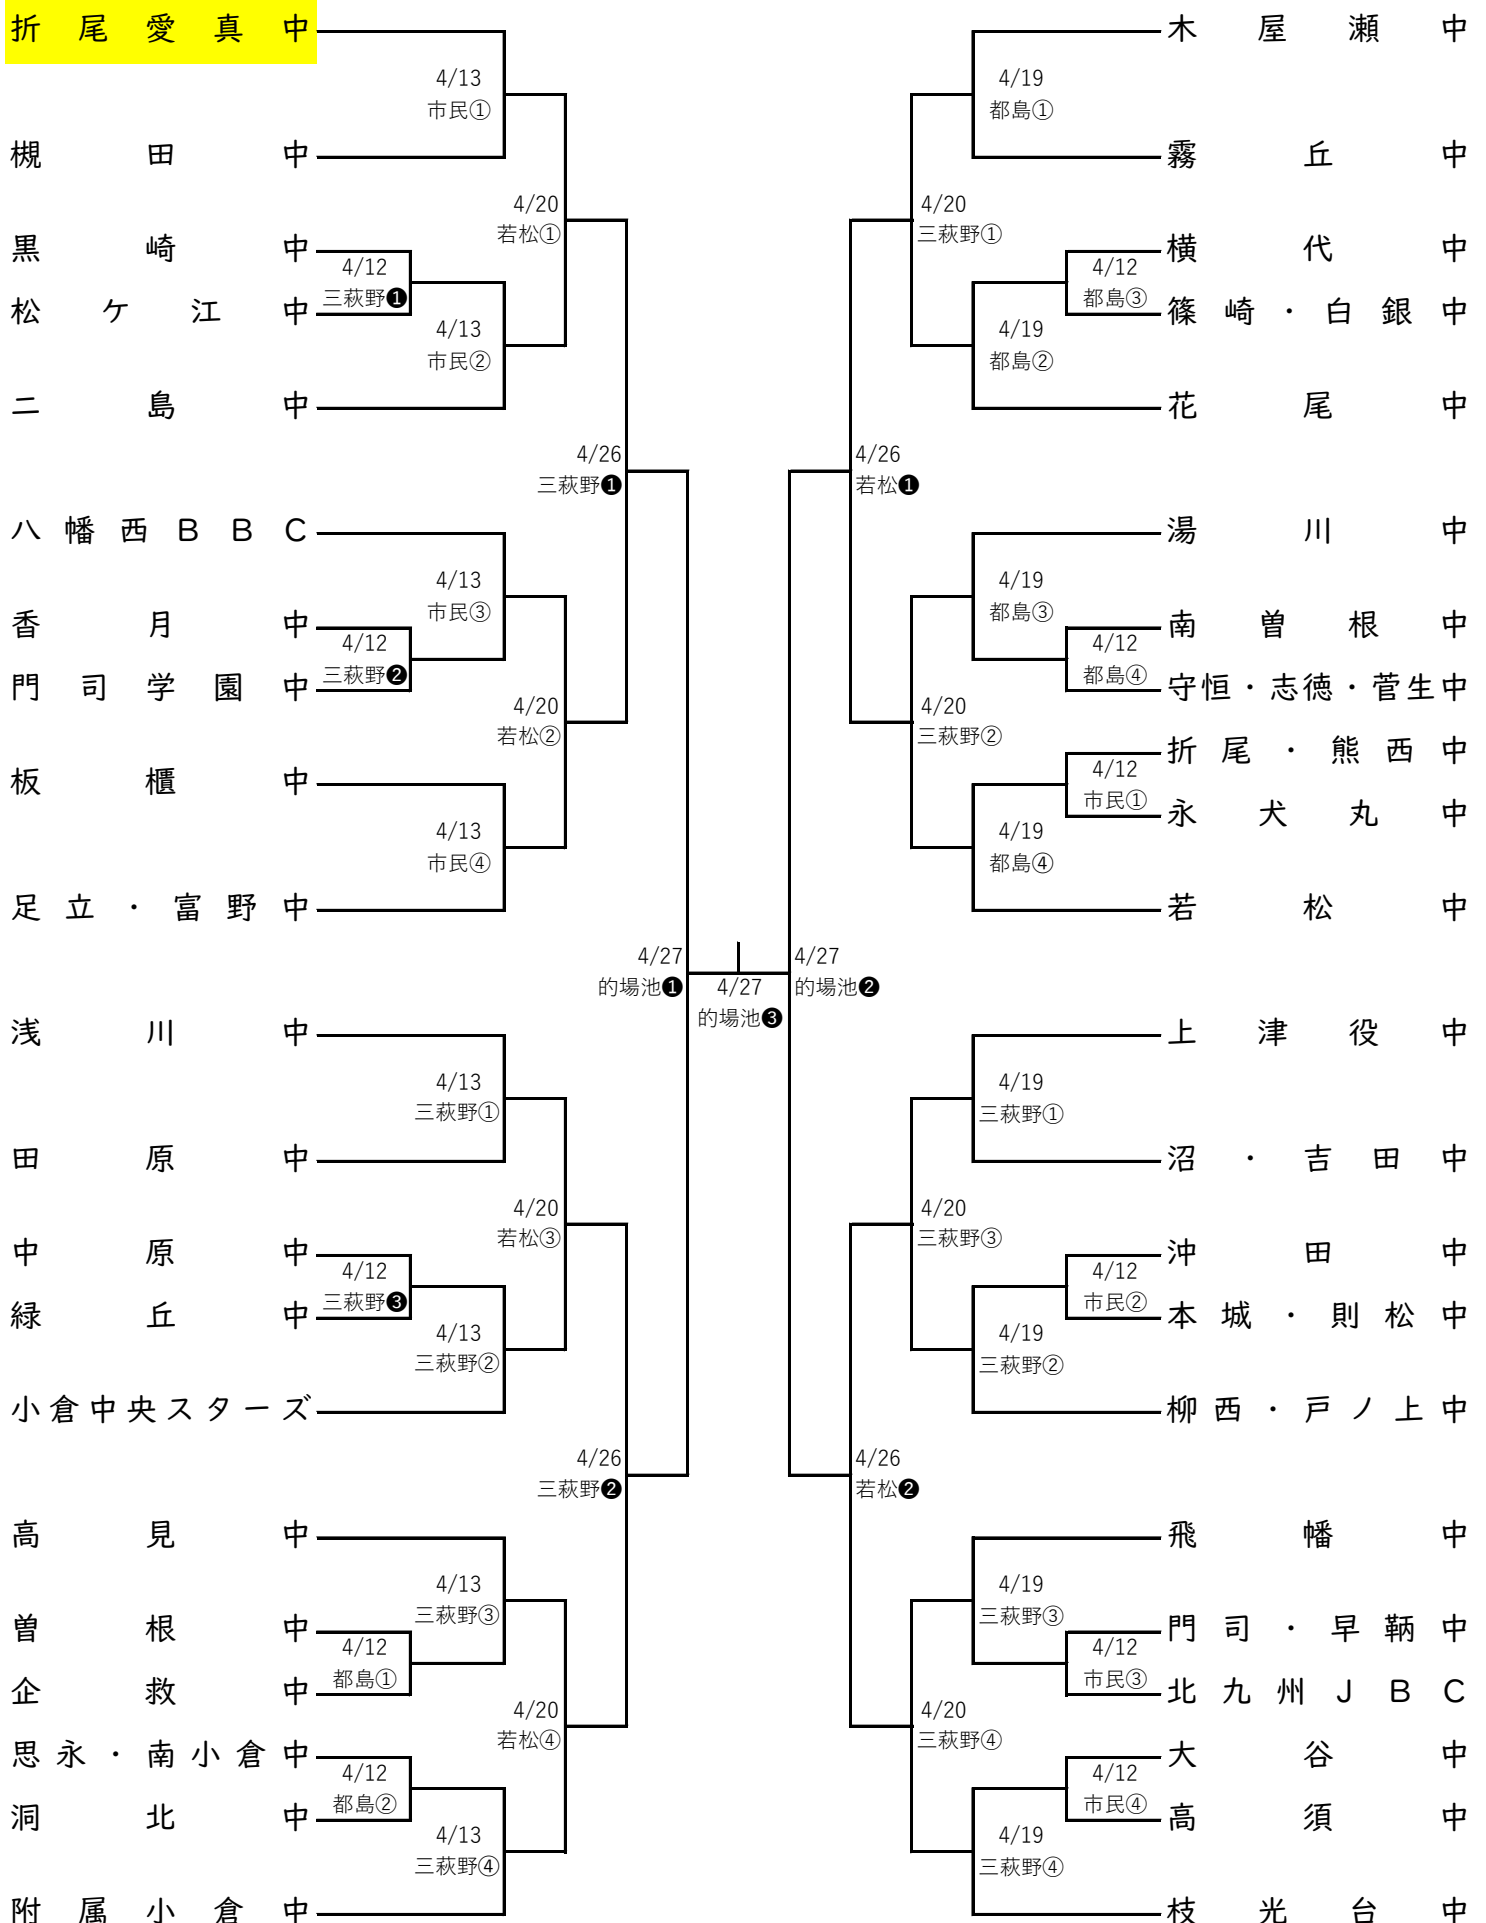 折尾愛真中
4/13
市民①
槻田中
4/20
若松①
黒崎中
4/12
三萩野❶
松ケ江中
4/13
市民②
二島中
4/26
三萩野❶
八幡西BBC
4/13
市民③
香月中
4/12
三萩野❷
門司学園中
4/20
若松②
板櫃中
4/13
市民④
足立・富野中
4/27
的場池❶
浅川中
4/13
三萩野①
田原中
4/20
若松③
中原中
4/12
三萩野❸
緑丘中
4/13
三萩野②
小倉中央スターズ
4/26
三萩野❷
高見中
4/13
三萩野③
曽根中
4/12
都島①
企救中
4/20
若松④
思永・南小倉中
4/12
都島②
洞北中
4/13
三萩野④
附属小倉中
4/27
的場池❸
木屋瀬中
4/19
都島①
霧丘中
4/20
三萩野①
横代中
4/12
都島③
篠崎・白銀中
4/19
都島②
花尾中
4/26
若松❶
湯川中
4/19
都島③
南曽根中
4/12
都島④
守恒・志徳・菅生中
4/20
三萩野②
折尾・熊西中
4/12
市民①
永犬丸中
4/19
都島④
若松中
4/27
的場池❷
上津役中
4/19
三萩野①
沼・吉田中
4/20
三萩野③
沖田中
4/12
市民②
本城・則松中
4/19
三萩野②
柳西・戸ノ上中
4/26
若松❷
飛幡中
4/19
三萩野③
門司・早鞆中
4/12
市民③
北九州JBC
4/20
三萩野④
大谷中
4/12
市民④
高須中
4/19
三萩野④
枝光台中